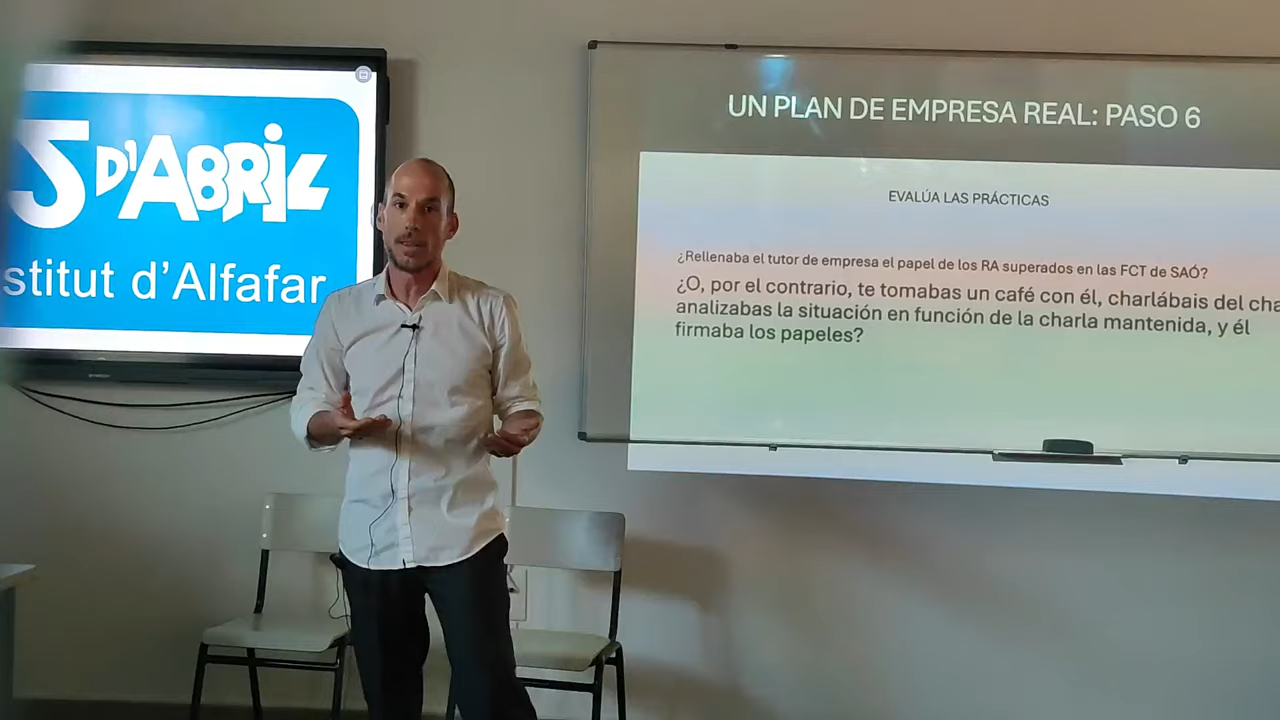 5 D'ABRIL
stitut d'Alfafar
UN PLAN DE EMPRESA REAL: PASO 6
EVALÚA LAS PRÁCTICAS
¿Rellenaba el tutor de empresa el papel de los RA superados en las FCT de SAÓ?
¿O, por el contrario, te tomabas un café con él, charlábais del cha
analizabas la situación en función de la charla mantenida, y él
firmaba los papeles?